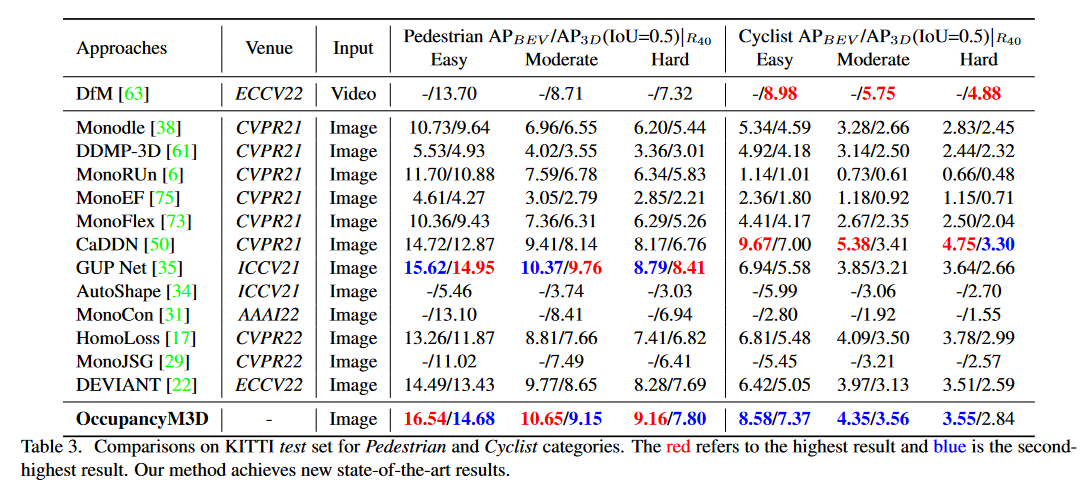 Approaches Venue Input Pedestrian AP_BEV/AP_3D(IoU=0.5)|R_40 Cyclist AP_BEV/AP_3D(IoU=0.5)|R_40
Easy Moderate Hard Easy Moderate Hard
DfM [63] ECCV22 Video -/13.70 -/8.71 -/7.32 -/8.98 -/5.75 -/4.88
Monodle [38] CVPR21 Image 10.73/9.64 6.96/6.55 6.20/5.44 5.34/4.59 3.28/2.66 2.83/2.45
DDMP-3D [61] CVPR21 Image 5.53/4.93 4.02/3.55 3.36/3.01 4.92/4.18 3.14/2.50 2.44/2.32
MonoRUn [6] CVPR21 Image 11.70/10.88 7.59/6.78 6.34/5.83 1.14/1.01 0.73/0.61 0.66/0.48
MonoEF [75] CVPR21 Image 4.61/4.27 3.05/2.79 2.85/2.21 2.36/1.80 1.18/0.92 1.15/0.71
MonoFlex [73] CVPR21 Image 10.36/9.43 7.36/6.31 6.29/5.26 4.41/4.17 2.67/2.35 2.50/2.04
CaDDN [50] CVPR21 Image 14.72/12.87 9.41/8.14 8.17/6.76 9.67/7.00 5.38/3.41 4.75/3.30
GUP Net [35] ICCV21 Image 15.62/14.95 10.37/9.76 8.79/8.41 6.94/5.58 3.85/3.21 3.64/2.66
AutoShape [34] ICCV21 Image -/5.46 -/3.74 -/3.03 -/5.99 -/3.06 -/2.70
MonoCon [31] AAAI22 Image -/13.10 -/8.41 -/6.94 -/2.80 -/1.92 -/1.55
HomoLoss [17] CVPR22 Image 13.26/11.87 8.81/7.66 7.41/6.82 6.81/5.48 4.09/3.50 3.78/2.99
MonoJSG [29] CVPR22 Image -/11.02 -/7.49 -/6.41 -/5.45 -/3.21 -/2.57
DEVIANT [22] ECCV22 Image 14.49/13.43 9.77/8.65 8.28/7.69 6.42/5.05 3.97/3.13 3.51/2.59
OccupancyM3D - Image 16.54/14.68 10.65/9.15 9.16/7.80 8.58/7.37 4.35/3.56 3.55/2.84
Table 3. Comparisons on KITTI test set for Pedestrian and Cyclist categories. The red refers to the highest result and blue is the second-
highest result. Our method achieves new state-of-the-art results.